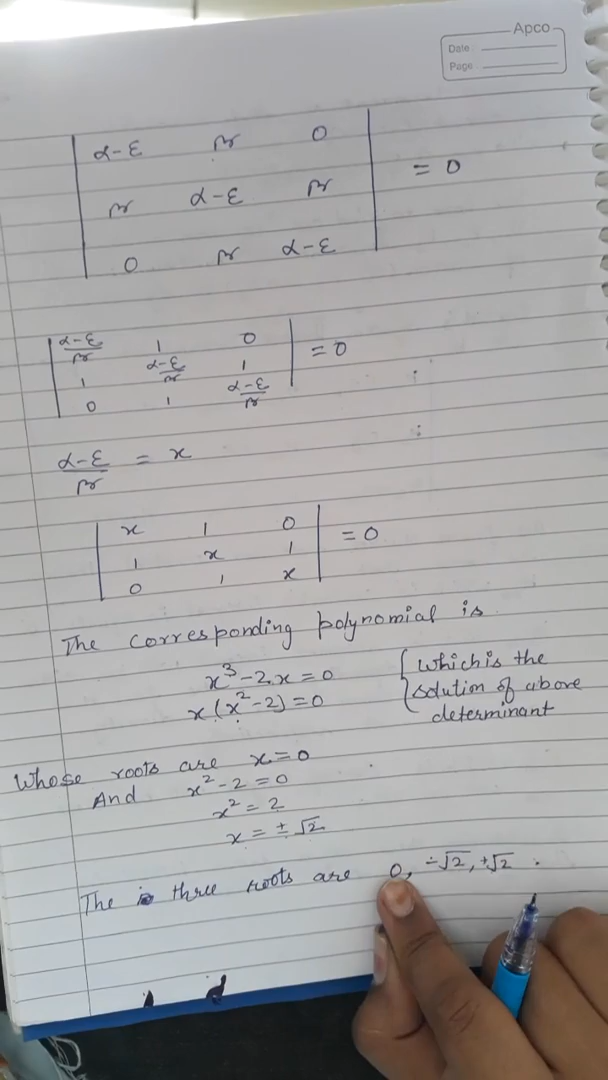 Apco
Date
Page
| α-ε β 0 |
| β α-ε β | = 0
| 0 β α-ε |
| (α-ε)/β 1 0 |
| 1 (α-ε)/β 1 | = 0
| 0 1 (α-ε)/β |
(α-ε)/β = x
| x 1 0 |
| 1 x 1 | = 0
| 0 1 x |
The corresponding polynomial is
x³-2x = 0 { which is the
x(x²-2) = 0 solution of above
determinant
Whose roots are x = 0
And x²-2 = 0
x² = 2
x = ± √2
The three roots are 0, -√2, +√2 .